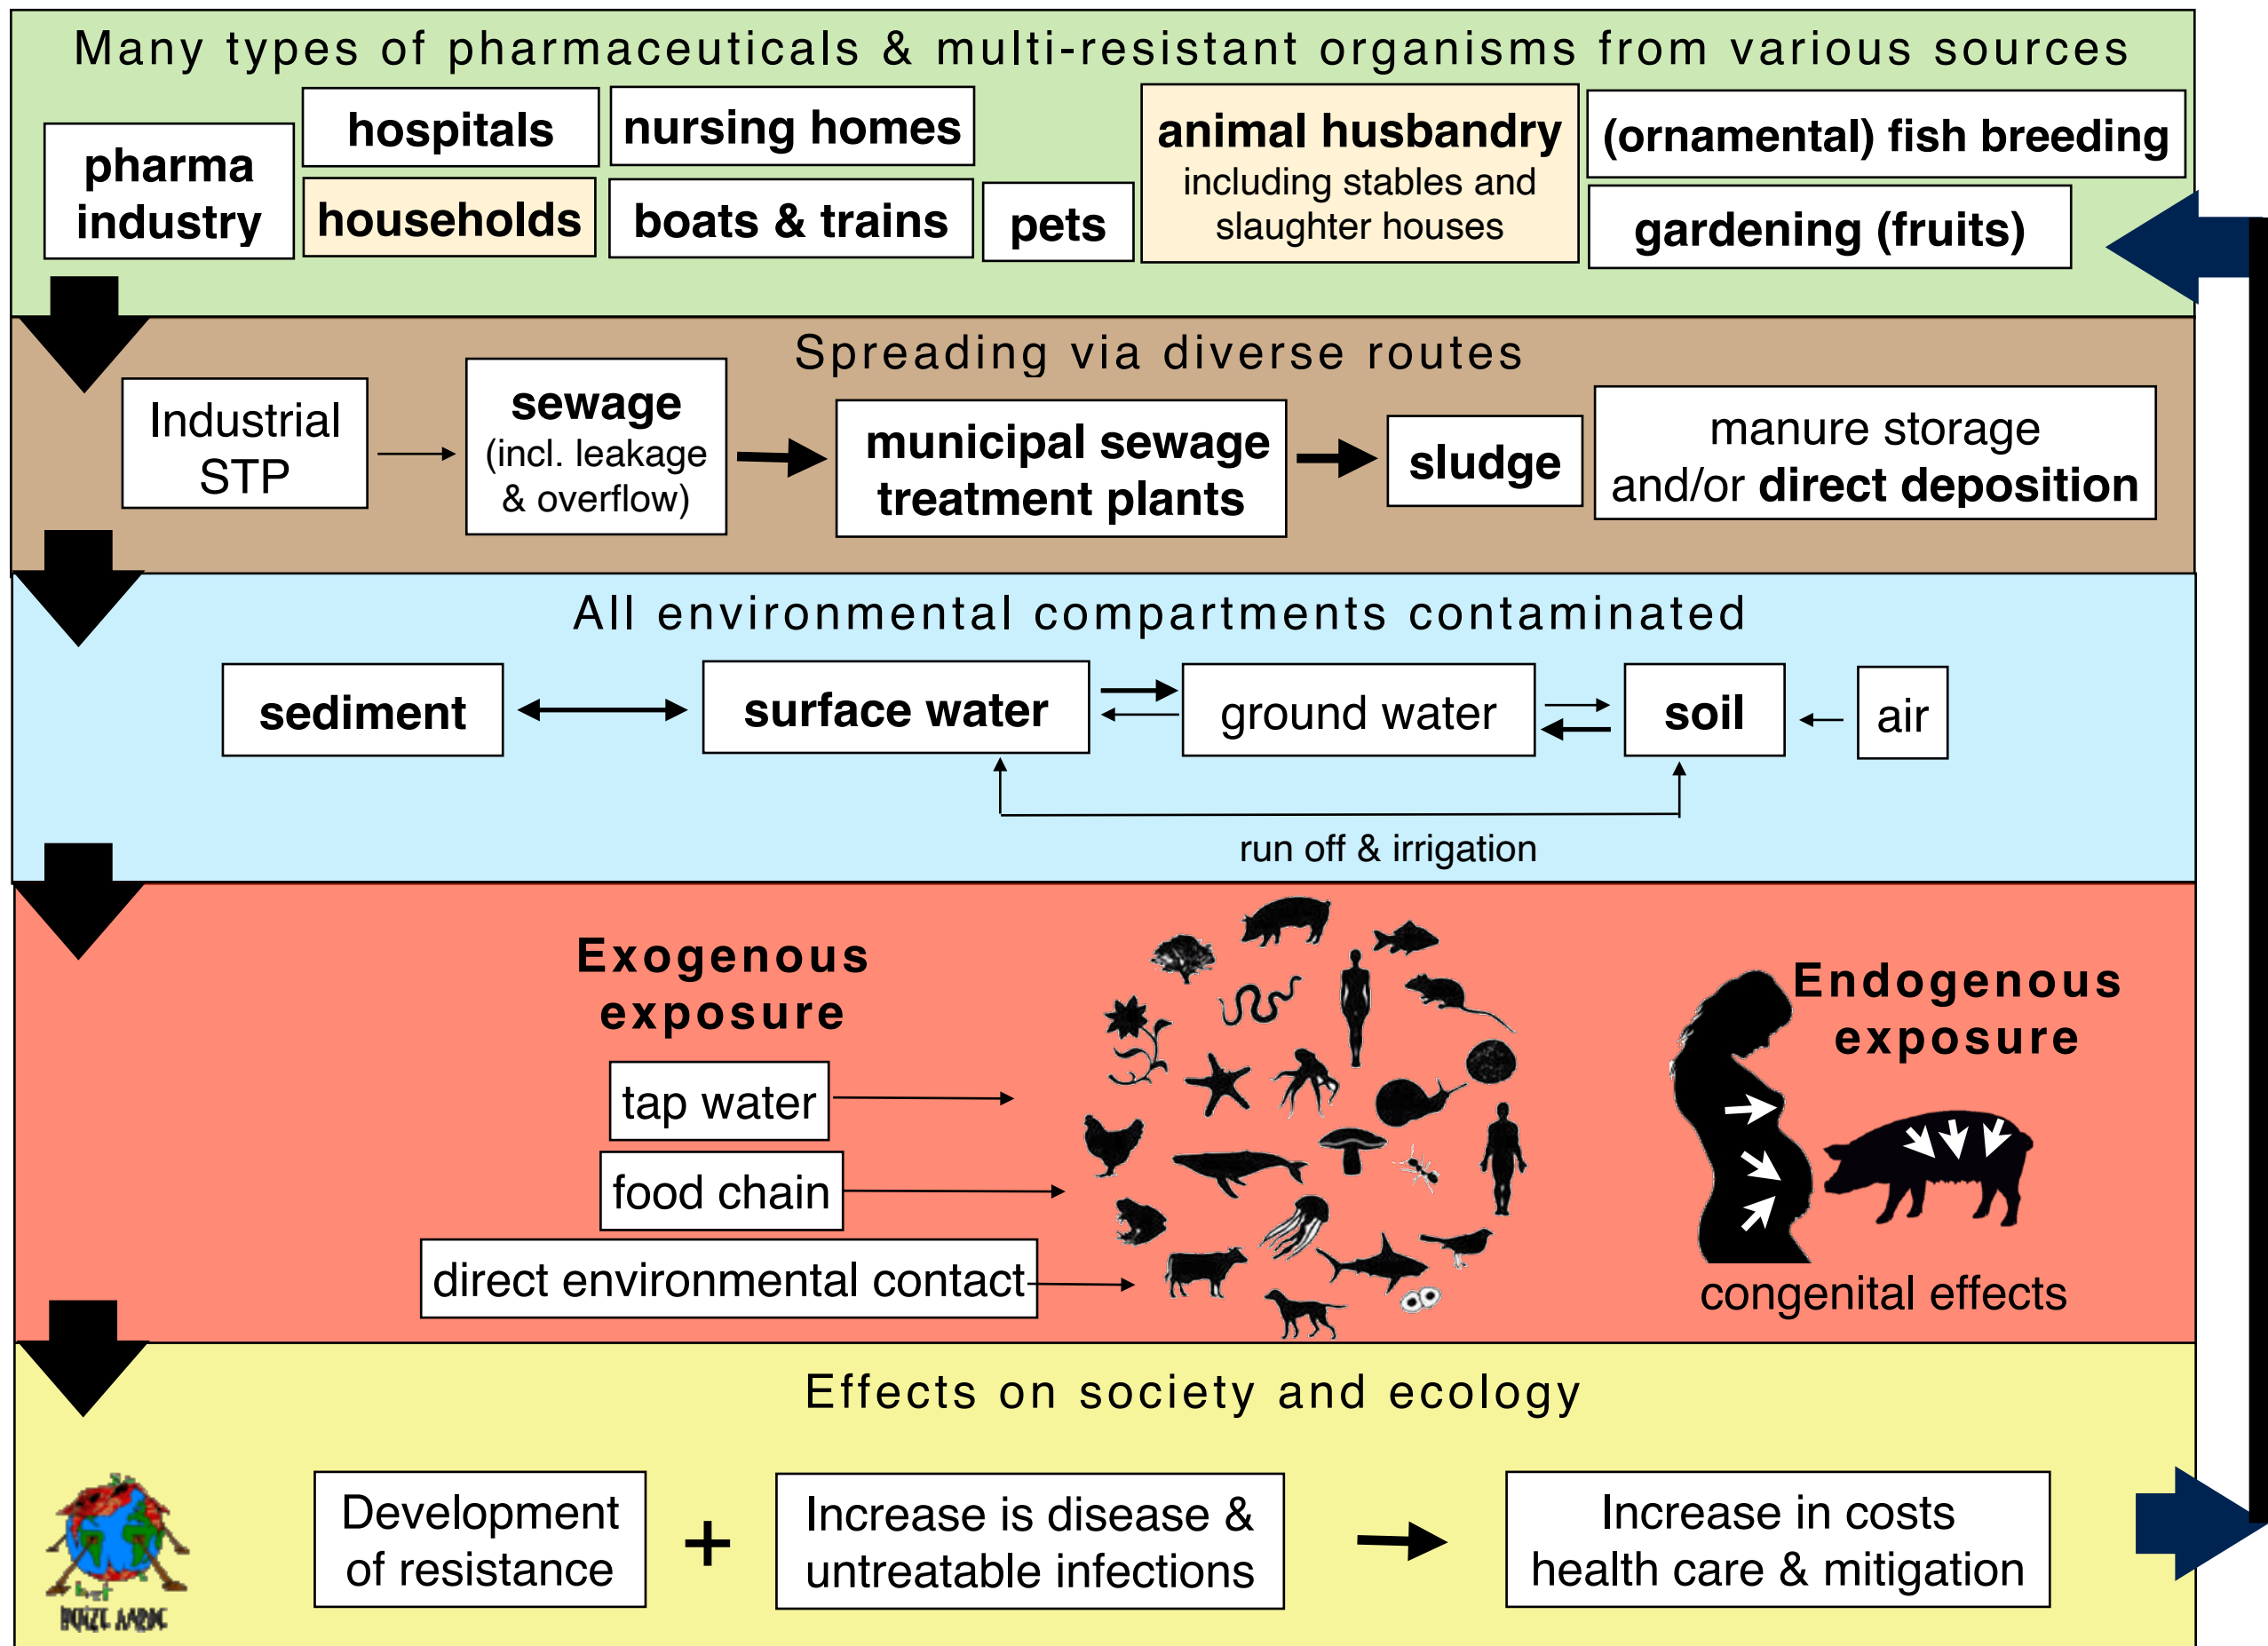 Many types of pharmaceuticals & multi-resistant organisms from various sources
pharma
industry
hospitals
households
nursing homes
boats & trains
pets
animal husbandry
including stables and
slaughter houses
(ornamental) fish breeding
gardening (fruits)
Spreading via diverse routes
Industrial
STP
sewage
(incl. leakage
& overflow)
municipal sewage
treatment plants
sludge
manure storage
and/or direct deposition
All environmental compartments contaminated
sediment
surface water
ground water
soil
air
run off & irrigation
Exogenous
exposure
tap water
food chain
direct environmental contact
Endogenous
exposure
congenital effects
Effects on society and ecology
Development
of resistance
+
Increase is disease &
untreatable infections
Increase in costs
health care & mitigation